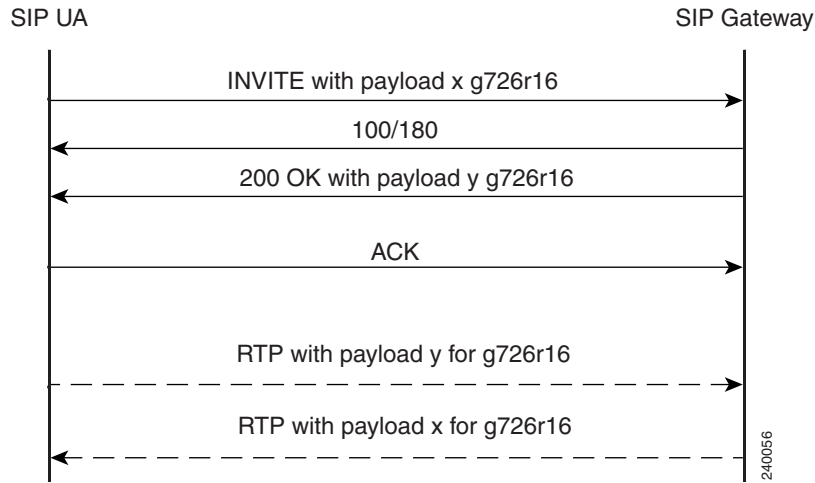 SIP UA
SIP Gateway
INVITE with payload x g726r16
100/180
200 OK with payload y g726r16
ACK
RTP with payload y for g726r16
RTP with payload x for g726r16
240056